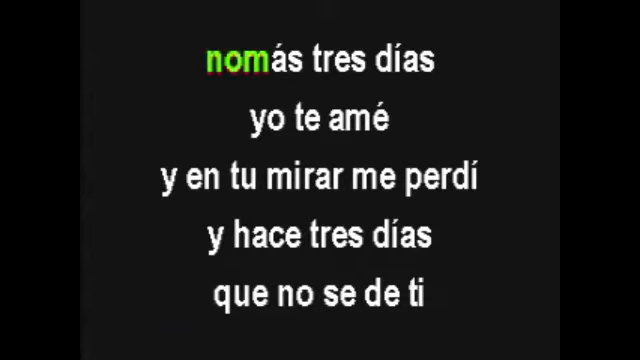 nomás tres días
yo te amé
y en tu mirar me perdí
y hace tres días
que no se de ti